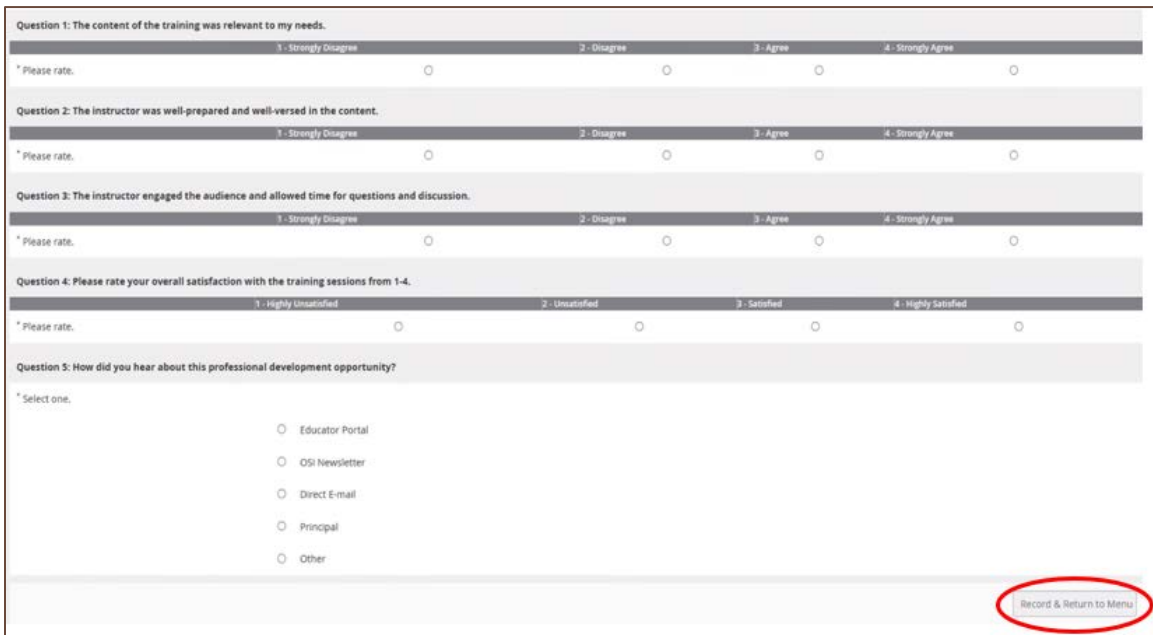 Question 1: The content of the training was relevant to my needs.
1 - Strongly Disagree 2 - Disagree 3 - Agree 4 - Strongly Agree
* Please rate.
Question 2: The instructor was well-prepared and well-versed in the content.
1 - Strongly Disagree 2 - Disagree 3 - Agree 4 - Strongly Agree
* Please rate.
Question 3: The instructor engaged the audience and allowed time for questions and discussion.
1 - Strongly Disagree 2 - Disagree 3 - Agree 4 - Strongly Agree
* Please rate.
Question 4: Please rate your overall satisfaction with the training sessions from 1-4.
1 - Highly Unsatisfied 2 - Unsatisfied 3 - Satisfied 4 - Highly Satisfied
* Please rate.
Question 5: How did you hear about this professional development opportunity?
* Select one.
Educator Portal
OSI Newsletter
Direct E-mail
Principal
Other
Record & Return to Menu